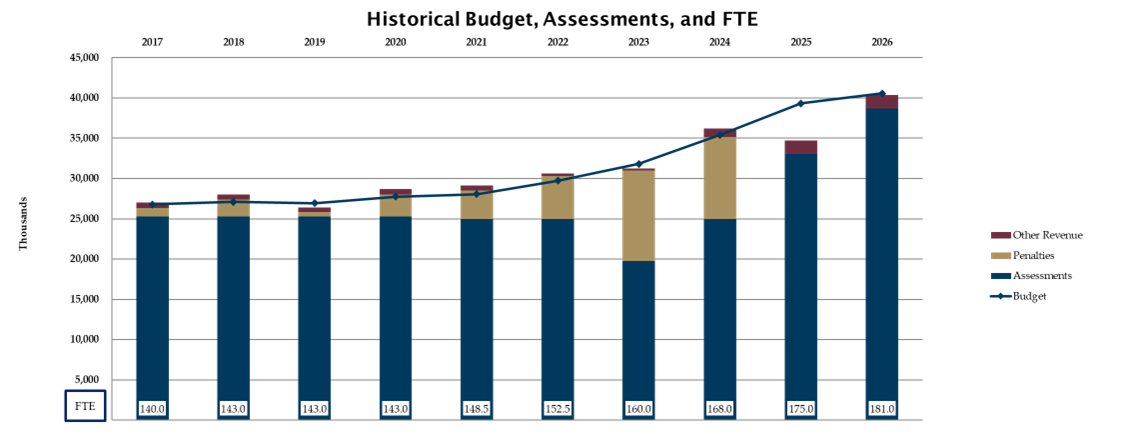 Historical Budget, Assessments, and FTE
2017 2018 2019 2020 2021 2022 2023 2024 2025 2026
45,000
40,000
35,000
30,000
25,000
20,000
15,000
10,000
5,000
Thousands
Other Revenue
Penalties
Assessments
Budget
FTE 140.0 143.0 143.0 143.0 148.5 152.5 160.0 168.0 175.0 181.0